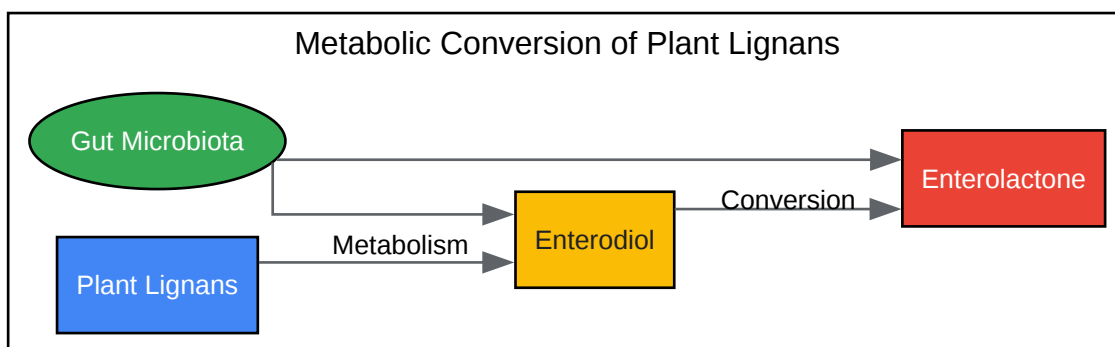 Metabolic Conversion of Plant Lignans
Gut Microbiota
Enterolactone
Conversion
Enterodiol
Metabolism
Plant Lignans